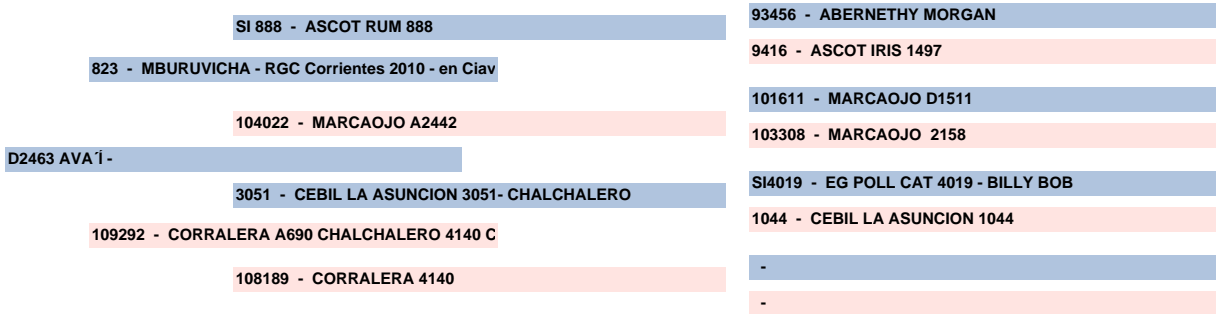 SI 888 - ASCOT RUM 888
93456 - ABERNETHY MORGAN
9416 - ASCOT IRIS 1497
823 - MBURUVICHA - RGC Corrientes 2010 - en Ciav
101611 - MARCAOJO D1511
104022 - MARCAOJO A2442
103308 - MARCAOJO 2158
D2463 AVA´Í -
3051 - CEBIL LA ASUNCION 3051- CHALCHALERO
SI4019 - EG POLL CAT 4019 - BILLY BOB
1044 - CEBIL LA ASUNCION 1044
109292 - CORRALERA A690 CHALCHALERO 4140 C
108189 - CORRALERA 4140
-
-